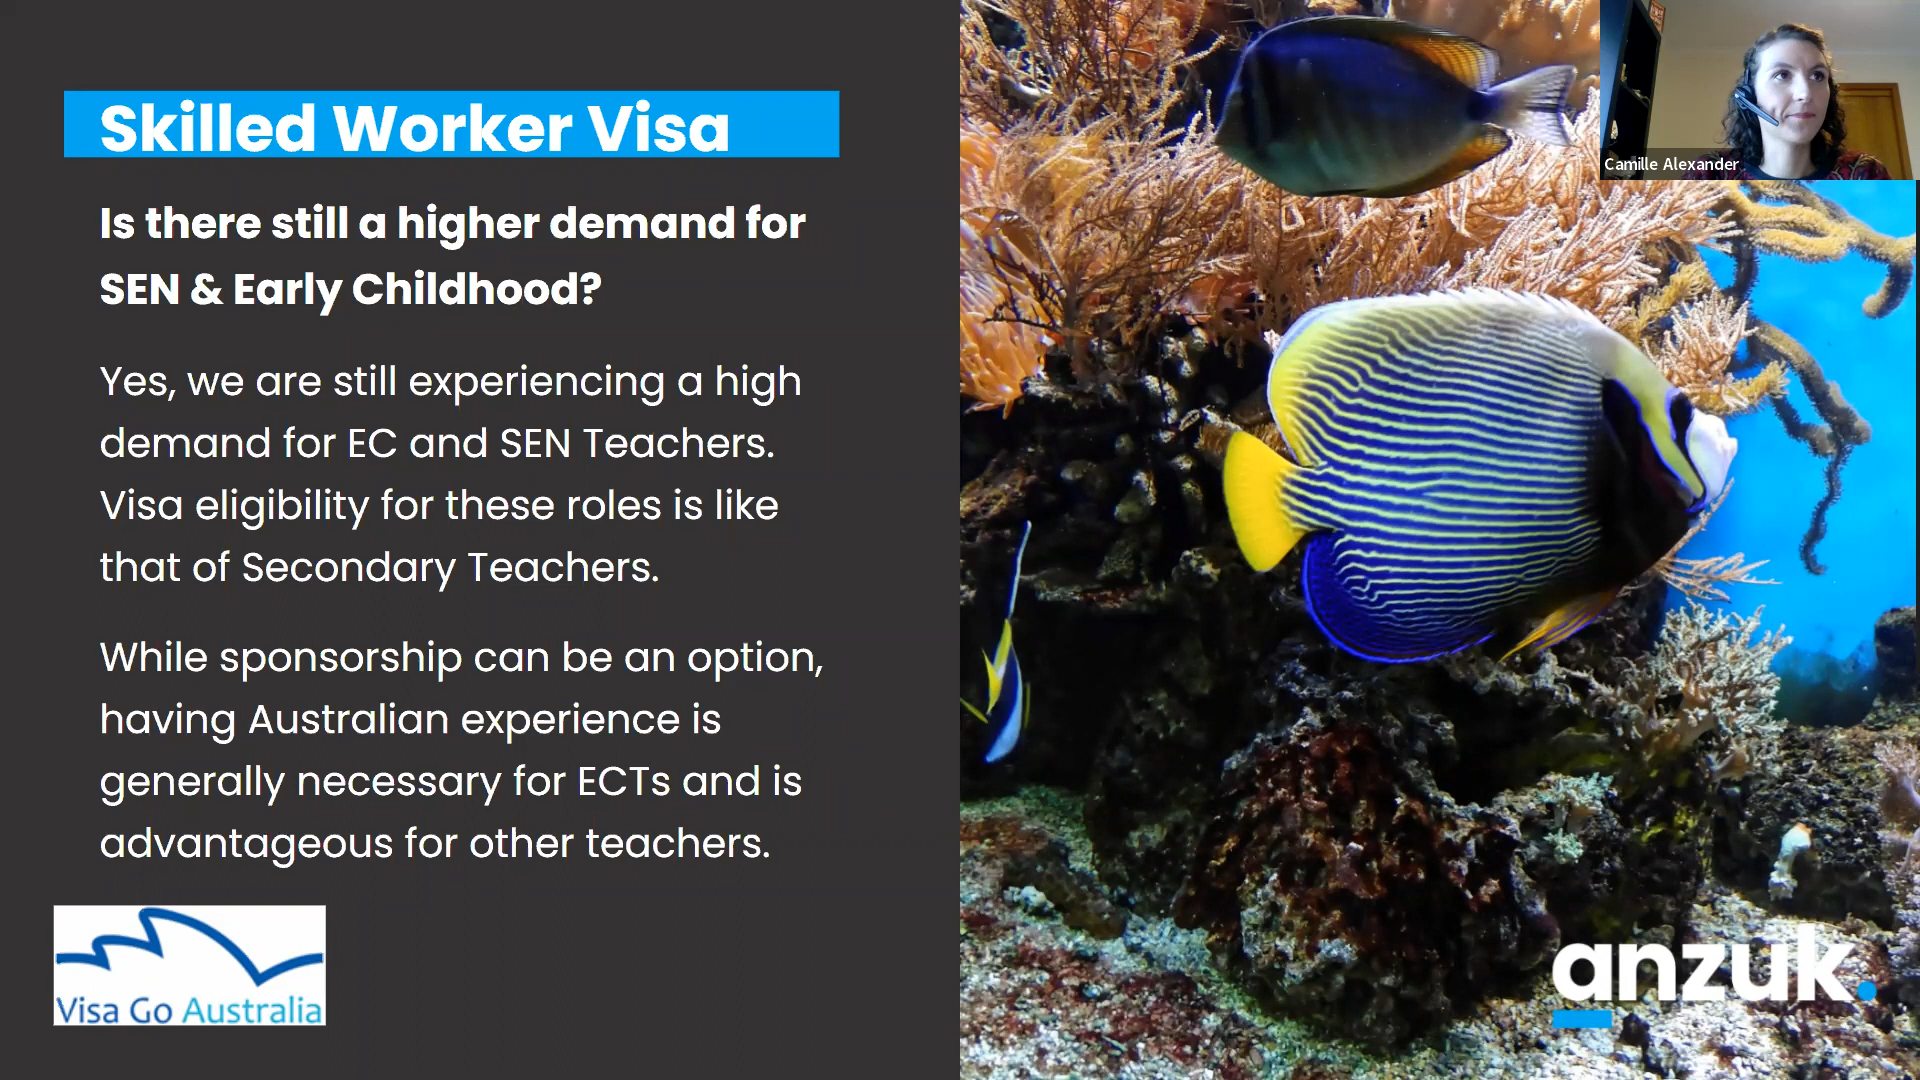 Skilled Worker Visa
Is there still a higher demand for
SEN & Early Childhood?
Yes, we are still experiencing a high
demand for EC and SEN Teachers.
Visa eligibility for these roles is like
that of Secondary Teachers.
While sponsorship can be an option,
having Australian experience is
generally necessary for ECTs and is
advantageous for other teachers.
Visa Go Australia
Camille Alexander
anzuk.